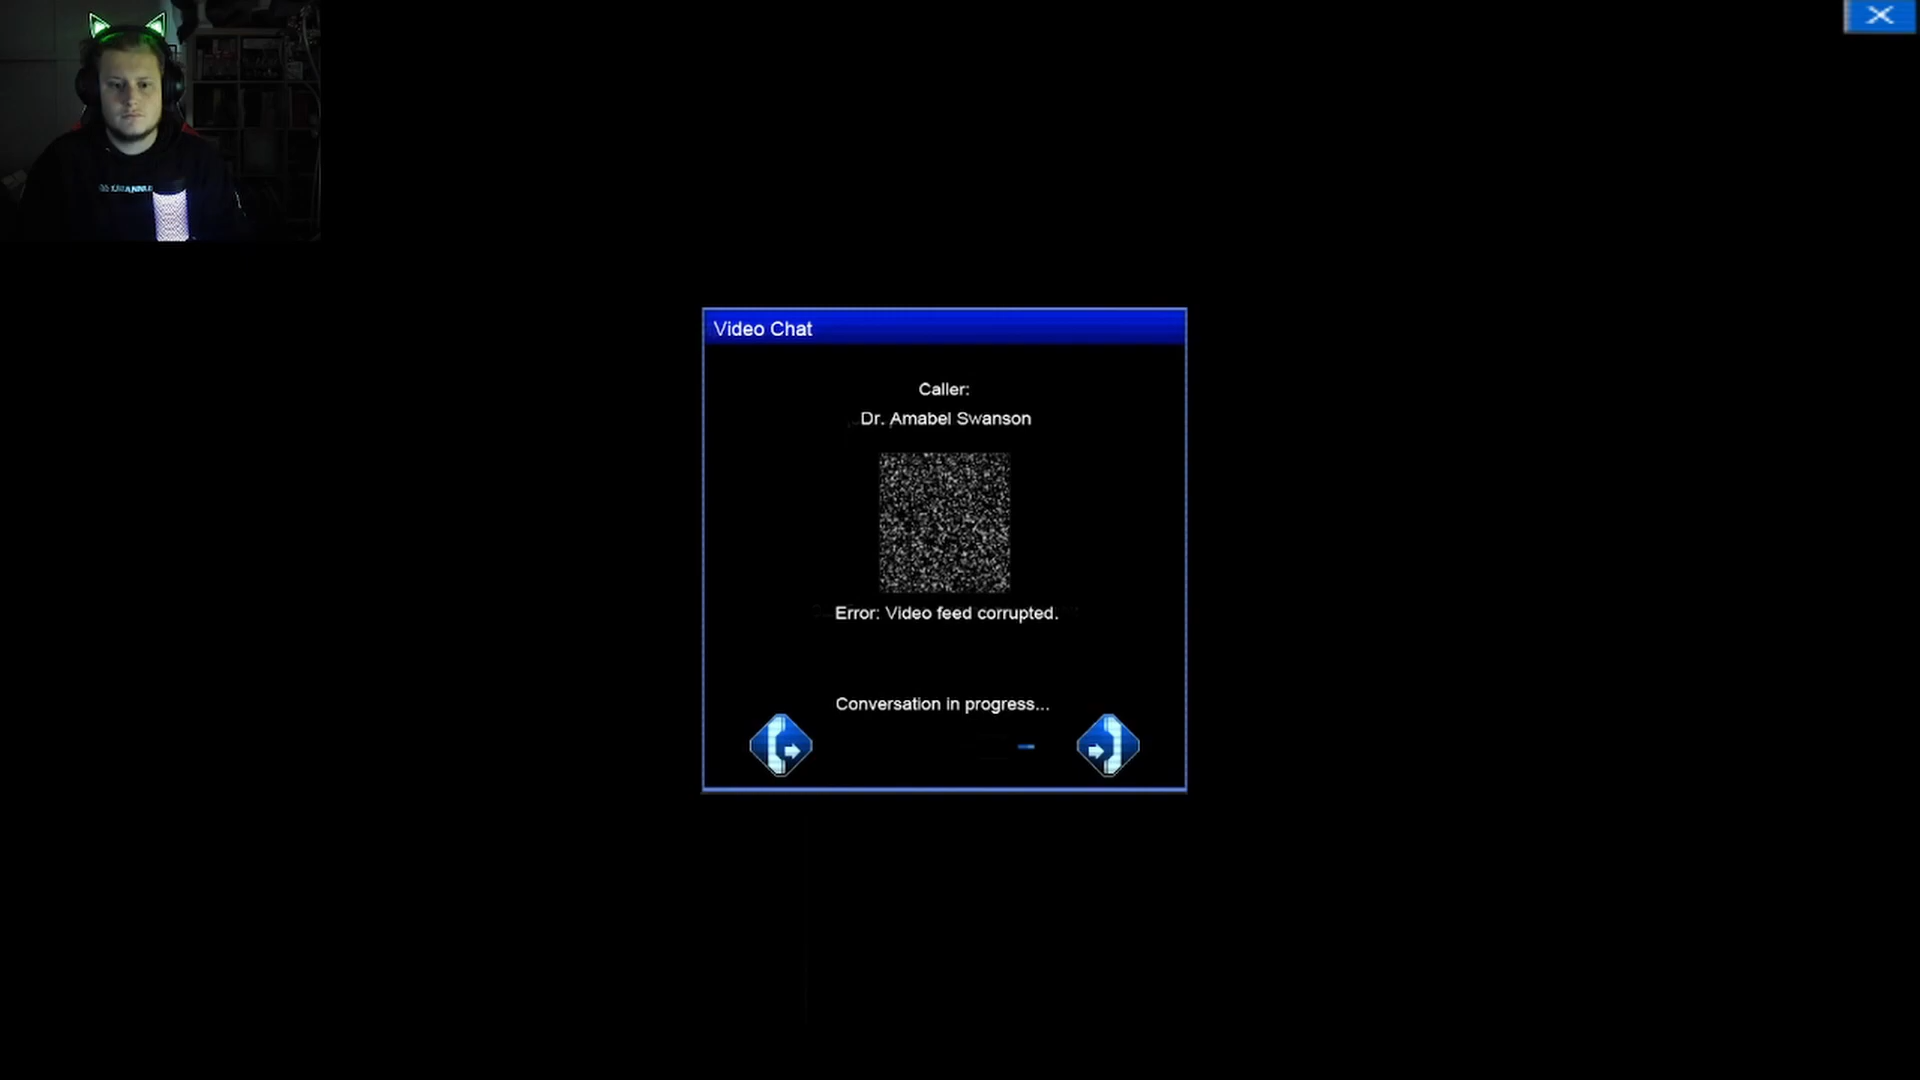 Video Chat
Caller:
Dr. Amabel Swanson
Error: Video feed corrupted.
Conversation in progress...